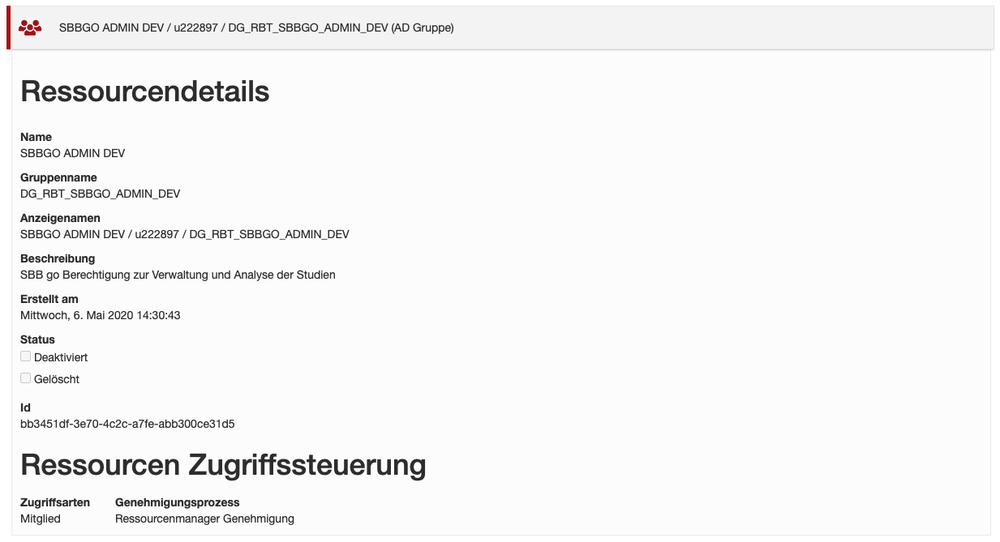 SBBGO ADMIN DEV / u222897 / DG_RBT_SBBGO_ADMIN_DEV (AD Gruppe)
Ressourcendetails
Name
SBBGO ADMIN DEV
Gruppenname
DG_RBT_SBBGO_ADMIN_DEV
Anzeigenamen
SBBGO ADMIN DEV / u222897 / DG_RBT_SBBGO_ADMIN_DEV
Beschreibung
SBB go Berechtigung zur Verwaltung und Analyse der Studien
Erstellt am
Mittwoch, 6. Mai 2020 14:30:43
Status
Deaktiviert
Gelöscht
Id
bb3451df-3e70-4c2c-a7fe-abb300ce31d5
Ressourcen Zugriffssteuerung
Zugriffsarten Genehmigungsprozess
Mitglied Ressourcenmanager Genehmigung